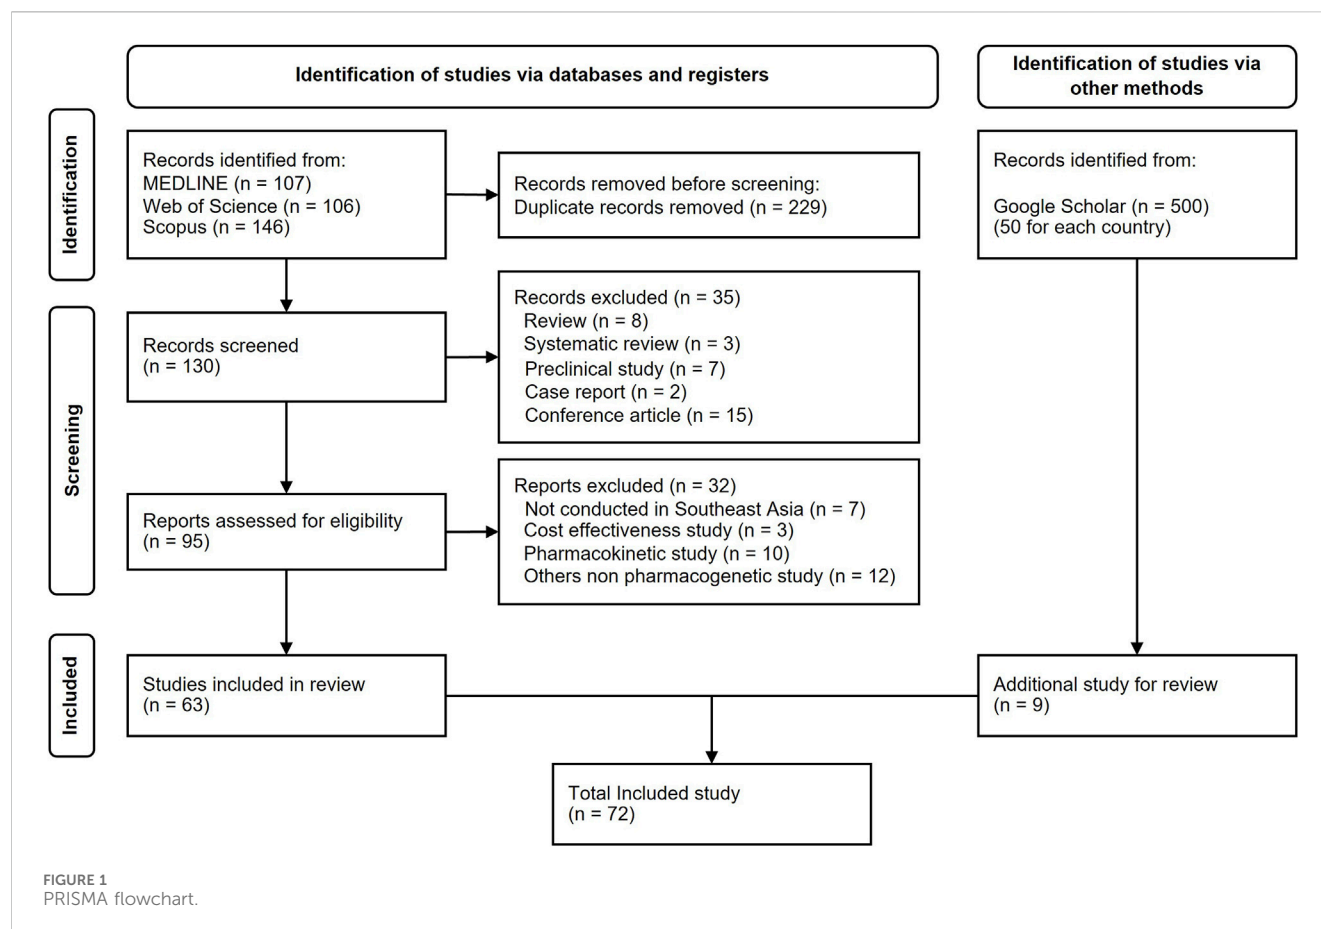 Identification of studies via databases and registers
Identification of studies via
other methods
Identification
Records identified from:
MEDLINE (n = 107)
Web of Science (n = 106)
Scopus (n = 146)
Records removed before screening:
Duplicate records removed (n = 229)
Records identified from:
Google Scholar (n = 500)
(50 for each country)
Screening
Records screened
(n = 130)
Records excluded (n = 35)
Review (n = 8)
Systematic review (n = 3)
Preclinical study (n = 7)
Case report (n = 2)
Conference article (n = 15)
Reports assessed for eligibility
(n = 95)
Reports excluded (n = 32)
Not conducted in Southeast Asia (n = 7)
Cost effectiveness study (n = 3)
Pharmacokinetic study (n = 10)
Others non pharmacogenetic study (n = 12)
Included
Studies included in review
(n = 63)
Additional study for review
(n = 9)
Total Included study
(n = 72)
FIGURE 1
PRISMA flowchart.